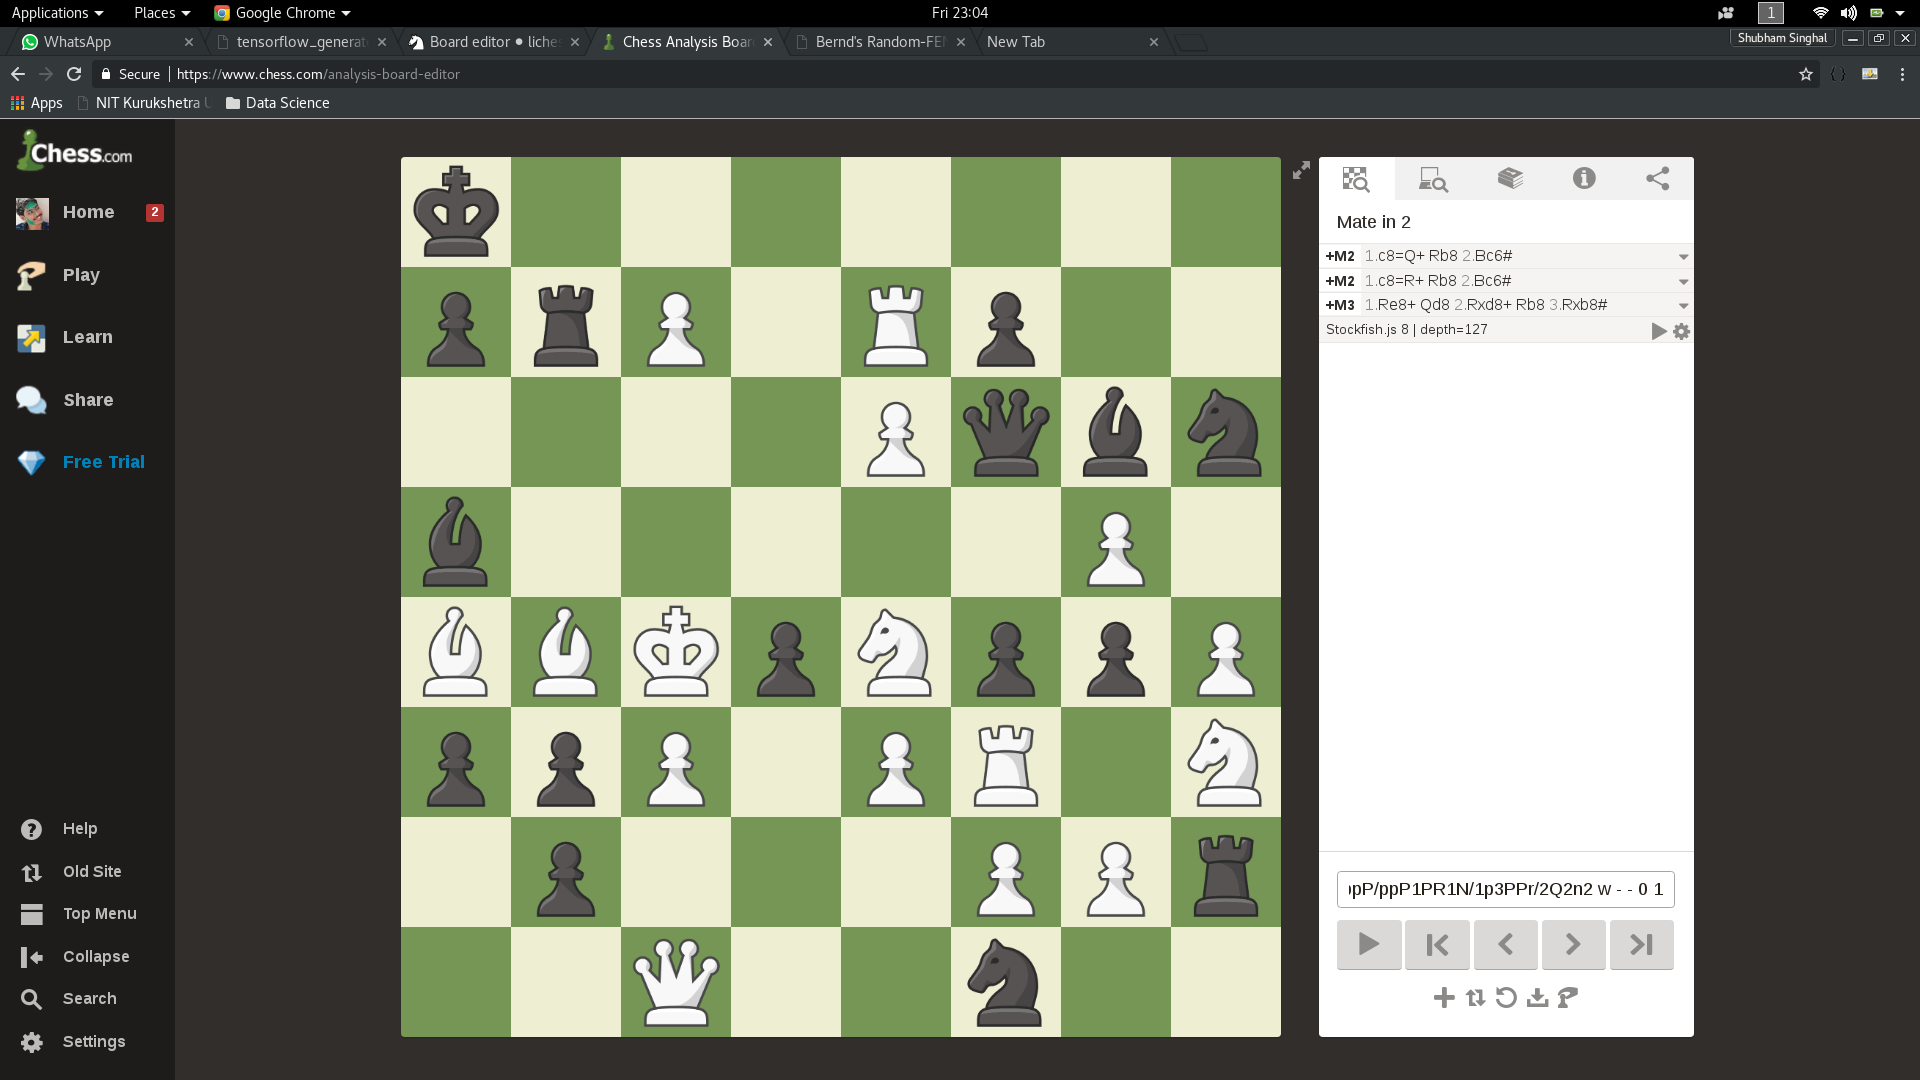 Applications
Places
Google Chrome
Fri 23:04
1
WhatsApp
tensorflow_generat
Board editor • liche
Chess Analysis Boar
Bernd's Random-FEN
New Tab
Shubham Singhal
Secure
https://www.chess.com/analysis-board-editor
Apps
NIT Kurukshetra U
Data Science
Chess.com
Home
2
Play
Learn
Share
Free Trial
Help
Old Site
Top Menu
Collapse
Search
Settings
Mate in 2
+M2 1.c8=Q+ Rb8 2.Bc6#
+M2 1.c8=R+ Rb8 2.Bc6#
+M3 1.Re8+ Qd8 2.Rxd8+ Rb8 3.Rxb8#
Stockfish.js 8 | depth=127
ppP/ppP1PR1N/1p3PPr/2Q2n2 w - - 0 1